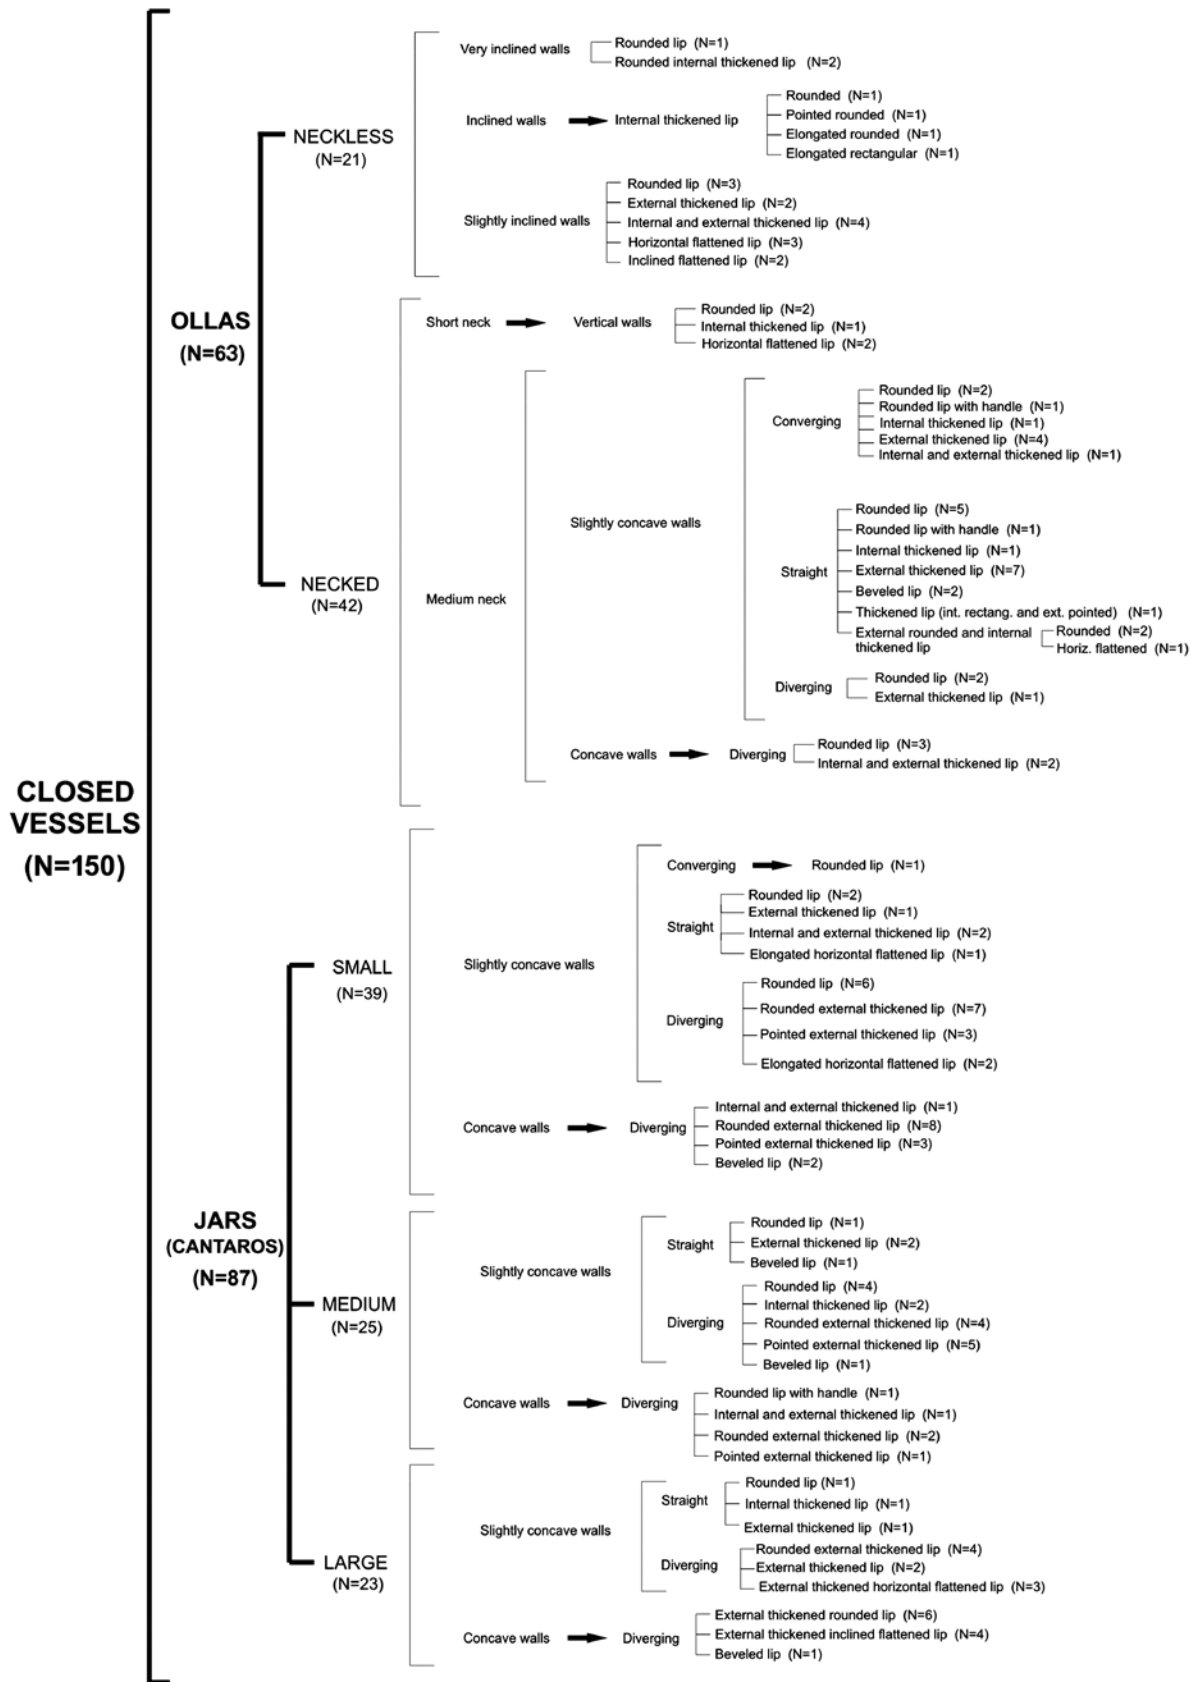 CLOSED
VESSELS
(N=150)
OLLAS
(N=63)
NECKLESS
(N=21)
Very inclined walls
Rounded lip (N=1)
Rounded internal thickened lip (N=2)
Inclined walls
Internal thickened lip
Rounded (N=1)
Pointed rounded (N=1)
Elongated rounded (N=1)
Elongated rectangular (N=1)
Slightly inclined walls
Rounded lip (N=3)
External thickened lip (N=2)
Internal and external thickened lip (N=4)
Horizontal flattened lip (N=3)
Inclined flattened lip (N=2)
NECKED
(N=42)
Short neck
Vertical walls
Rounded lip (N=2)
Internal thickened lip (N=1)
Horizontal flattened lip (N=2)
Medium neck
Slightly concave walls
Converging
Rounded lip (N=2)
Rounded lip with handle (N=1)
Internal thickened lip (N=1)
External thickened lip (N=4)
Internal and external thickened lip (N=1)
Straight
Rounded lip (N=5)
Rounded lip with handle (N=1)
Internal thickened lip (N=1)
External thickened lip (N=7)
Beveled lip (N=2)
Thickened lip (int. rectang. and ext. pointed) (N=1)
External rounded and internal
thickened lip
Rounded (N=2)
Horiz. flattened (N=1)
Diverging
Rounded lip (N=2)
External thickened lip (N=1)
Concave walls
Diverging
Rounded lip (N=3)
Internal and external thickened lip (N=2)
JARS
(CANTAROS)
(N=87)
SMALL
(N=39)
Slightly concave walls
Converging
Rounded lip (N=1)
Straight
Rounded lip (N=2)
External thickened lip (N=1)
Internal and external thickened lip (N=2)
Elongated horizontal flattened lip (N=1)
Diverging
Rounded lip (N=6)
Rounded external thickened lip (N=7)
Pointed external thickened lip (N=3)
Elongated horizontal flattened lip (N=2)
Concave walls
Diverging
Internal and external thickened lip (N=1)
Rounded external thickened lip (N=8)
Pointed external thickened lip (N=3)
Beveled lip (N=2)
MEDIUM
(N=25)
Slightly concave walls
Straight
Rounded lip (N=1)
External thickened lip (N=2)
Beveled lip (N=1)
Diverging
Rounded lip (N=4)
Internal thickened lip (N=2)
Rounded external thickened lip (N=4)
Pointed external thickened lip (N=5)
Beveled lip (N=1)
Concave walls
Diverging
Rounded lip with handle (N=1)
Internal and external thickened lip (N=1)
Rounded external thickened lip (N=2)
Pointed external thickened lip (N=1)
LARGE
(N=23)
Slightly concave walls
Straight
Rounded lip (N=1)
Internal thickened lip (N=1)
External thickened lip (N=1)
Diverging
Rounded external thickened lip (N=4)
External thickened lip (N=2)
External thickened horizontal flattened lip (N=3)
Concave walls
Diverging
External thickened rounded lip (N=6)
External thickened inclined flattened lip (N=4)
Beveled lip (N=1)